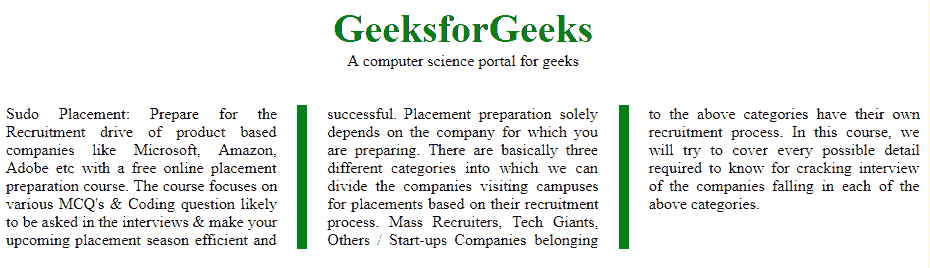 GeeksforGeeks
A computer science portal for geeks
Sudo Placement: Prepare for the
Recruitment drive of product based
companies like Microsoft, Amazon,
Adobe etc with a free online placement
preparation course. The course focuses on
various MCQ's & Coding question likely
to be asked in the interviews & make your
upcoming placement season efficient and
successful. Placement preparation solely
depends on the company for which you
are preparing. There are basically three
different categories into which we can
divide the companies visiting campuses
for placements based on their recruitment
process. Mass Recruiters, Tech Giants,
Others / Start-ups Companies belonging
to the above categories have their own
recruitment process. In this course, we
will try to cover every possible detail
required to know for cracking interview
of the companies falling in each of the
above categories.